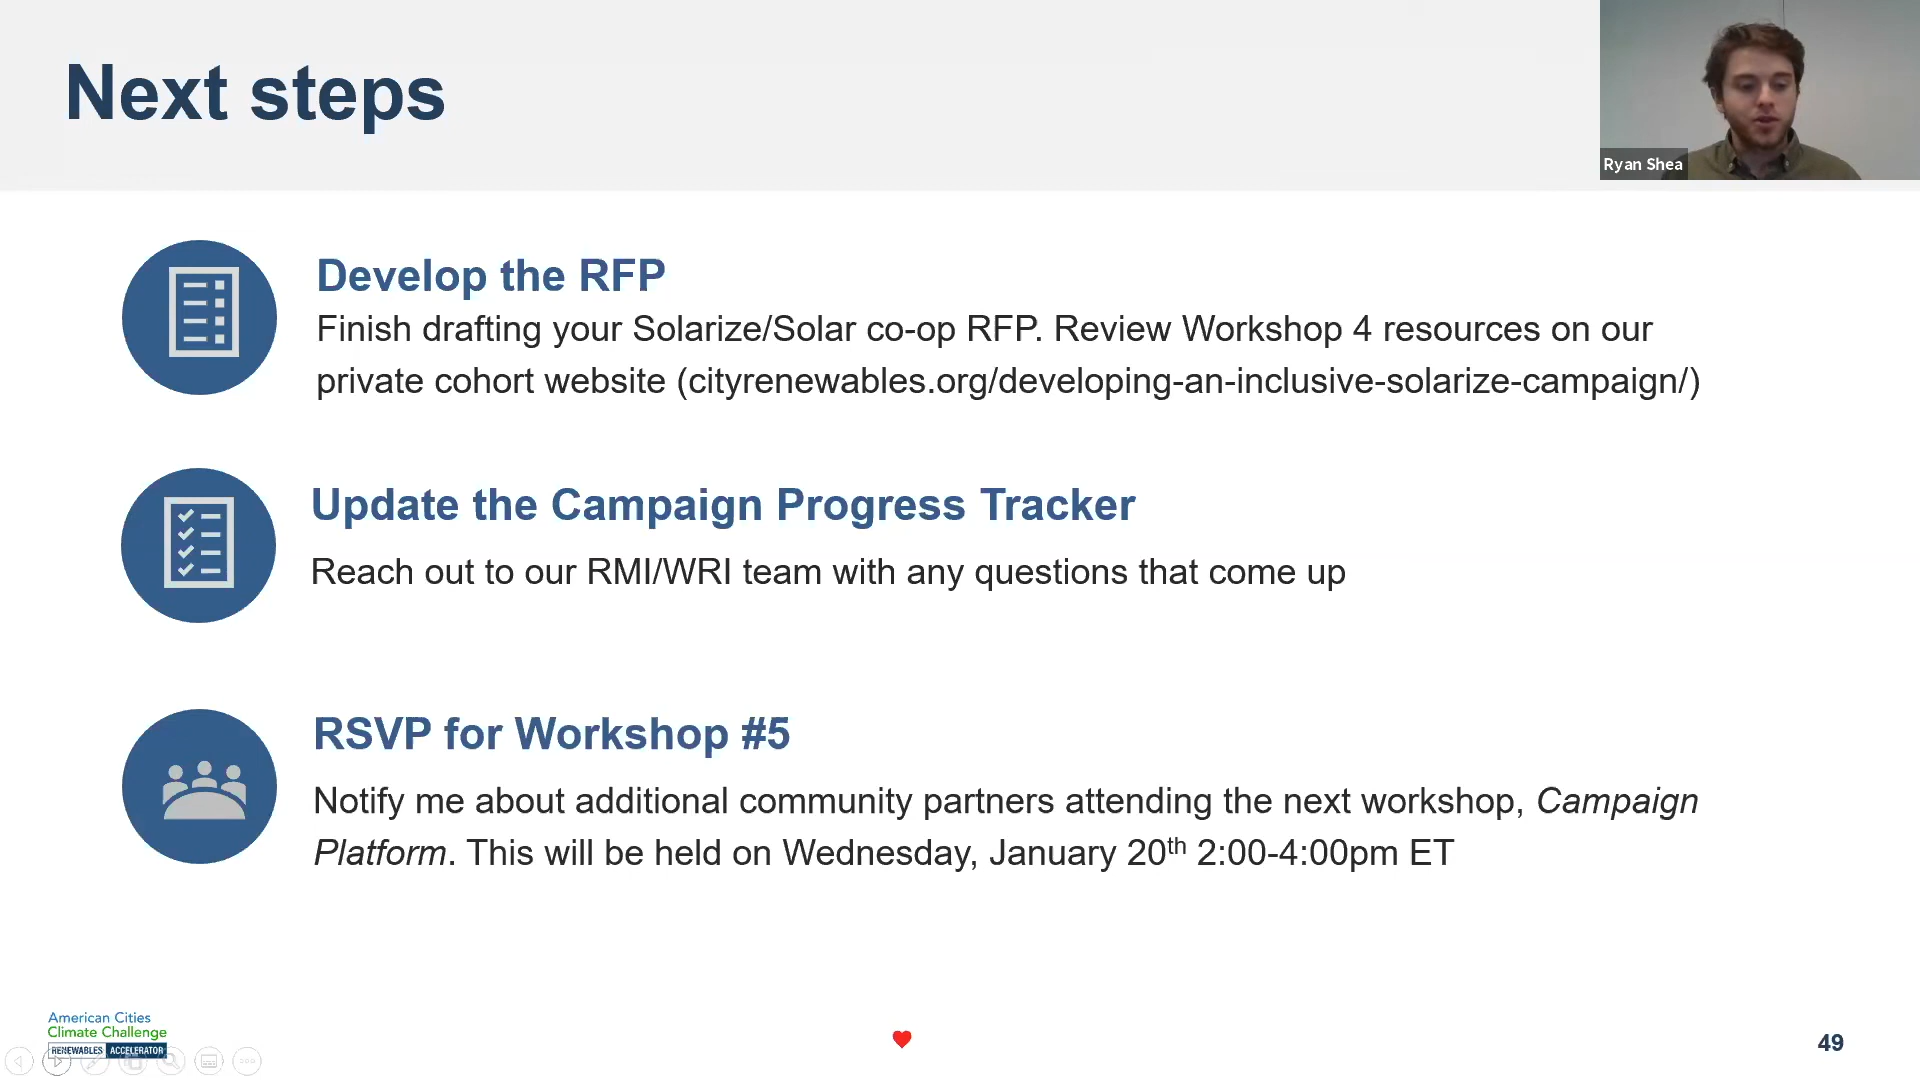 Next steps
Ryan Shea
Develop the RFP
Finish drafting your Solarize/Solar co-op RFP. Review Workshop 4 resources on our
private cohort website (cityrenewables.org/developing-an-inclusive-solarize-campaign/)
Update the Campaign Progress Tracker
Reach out to our RMI/WRI team with any questions that come up
RSVP for Workshop #5
Notify me about additional community partners attending the next workshop, Campaign
Platform. This will be held on Wednesday, January 20th 2:00-4:00pm ET
American Cities
Climate Challenge
RENEWABLES ACCELERATOR
49